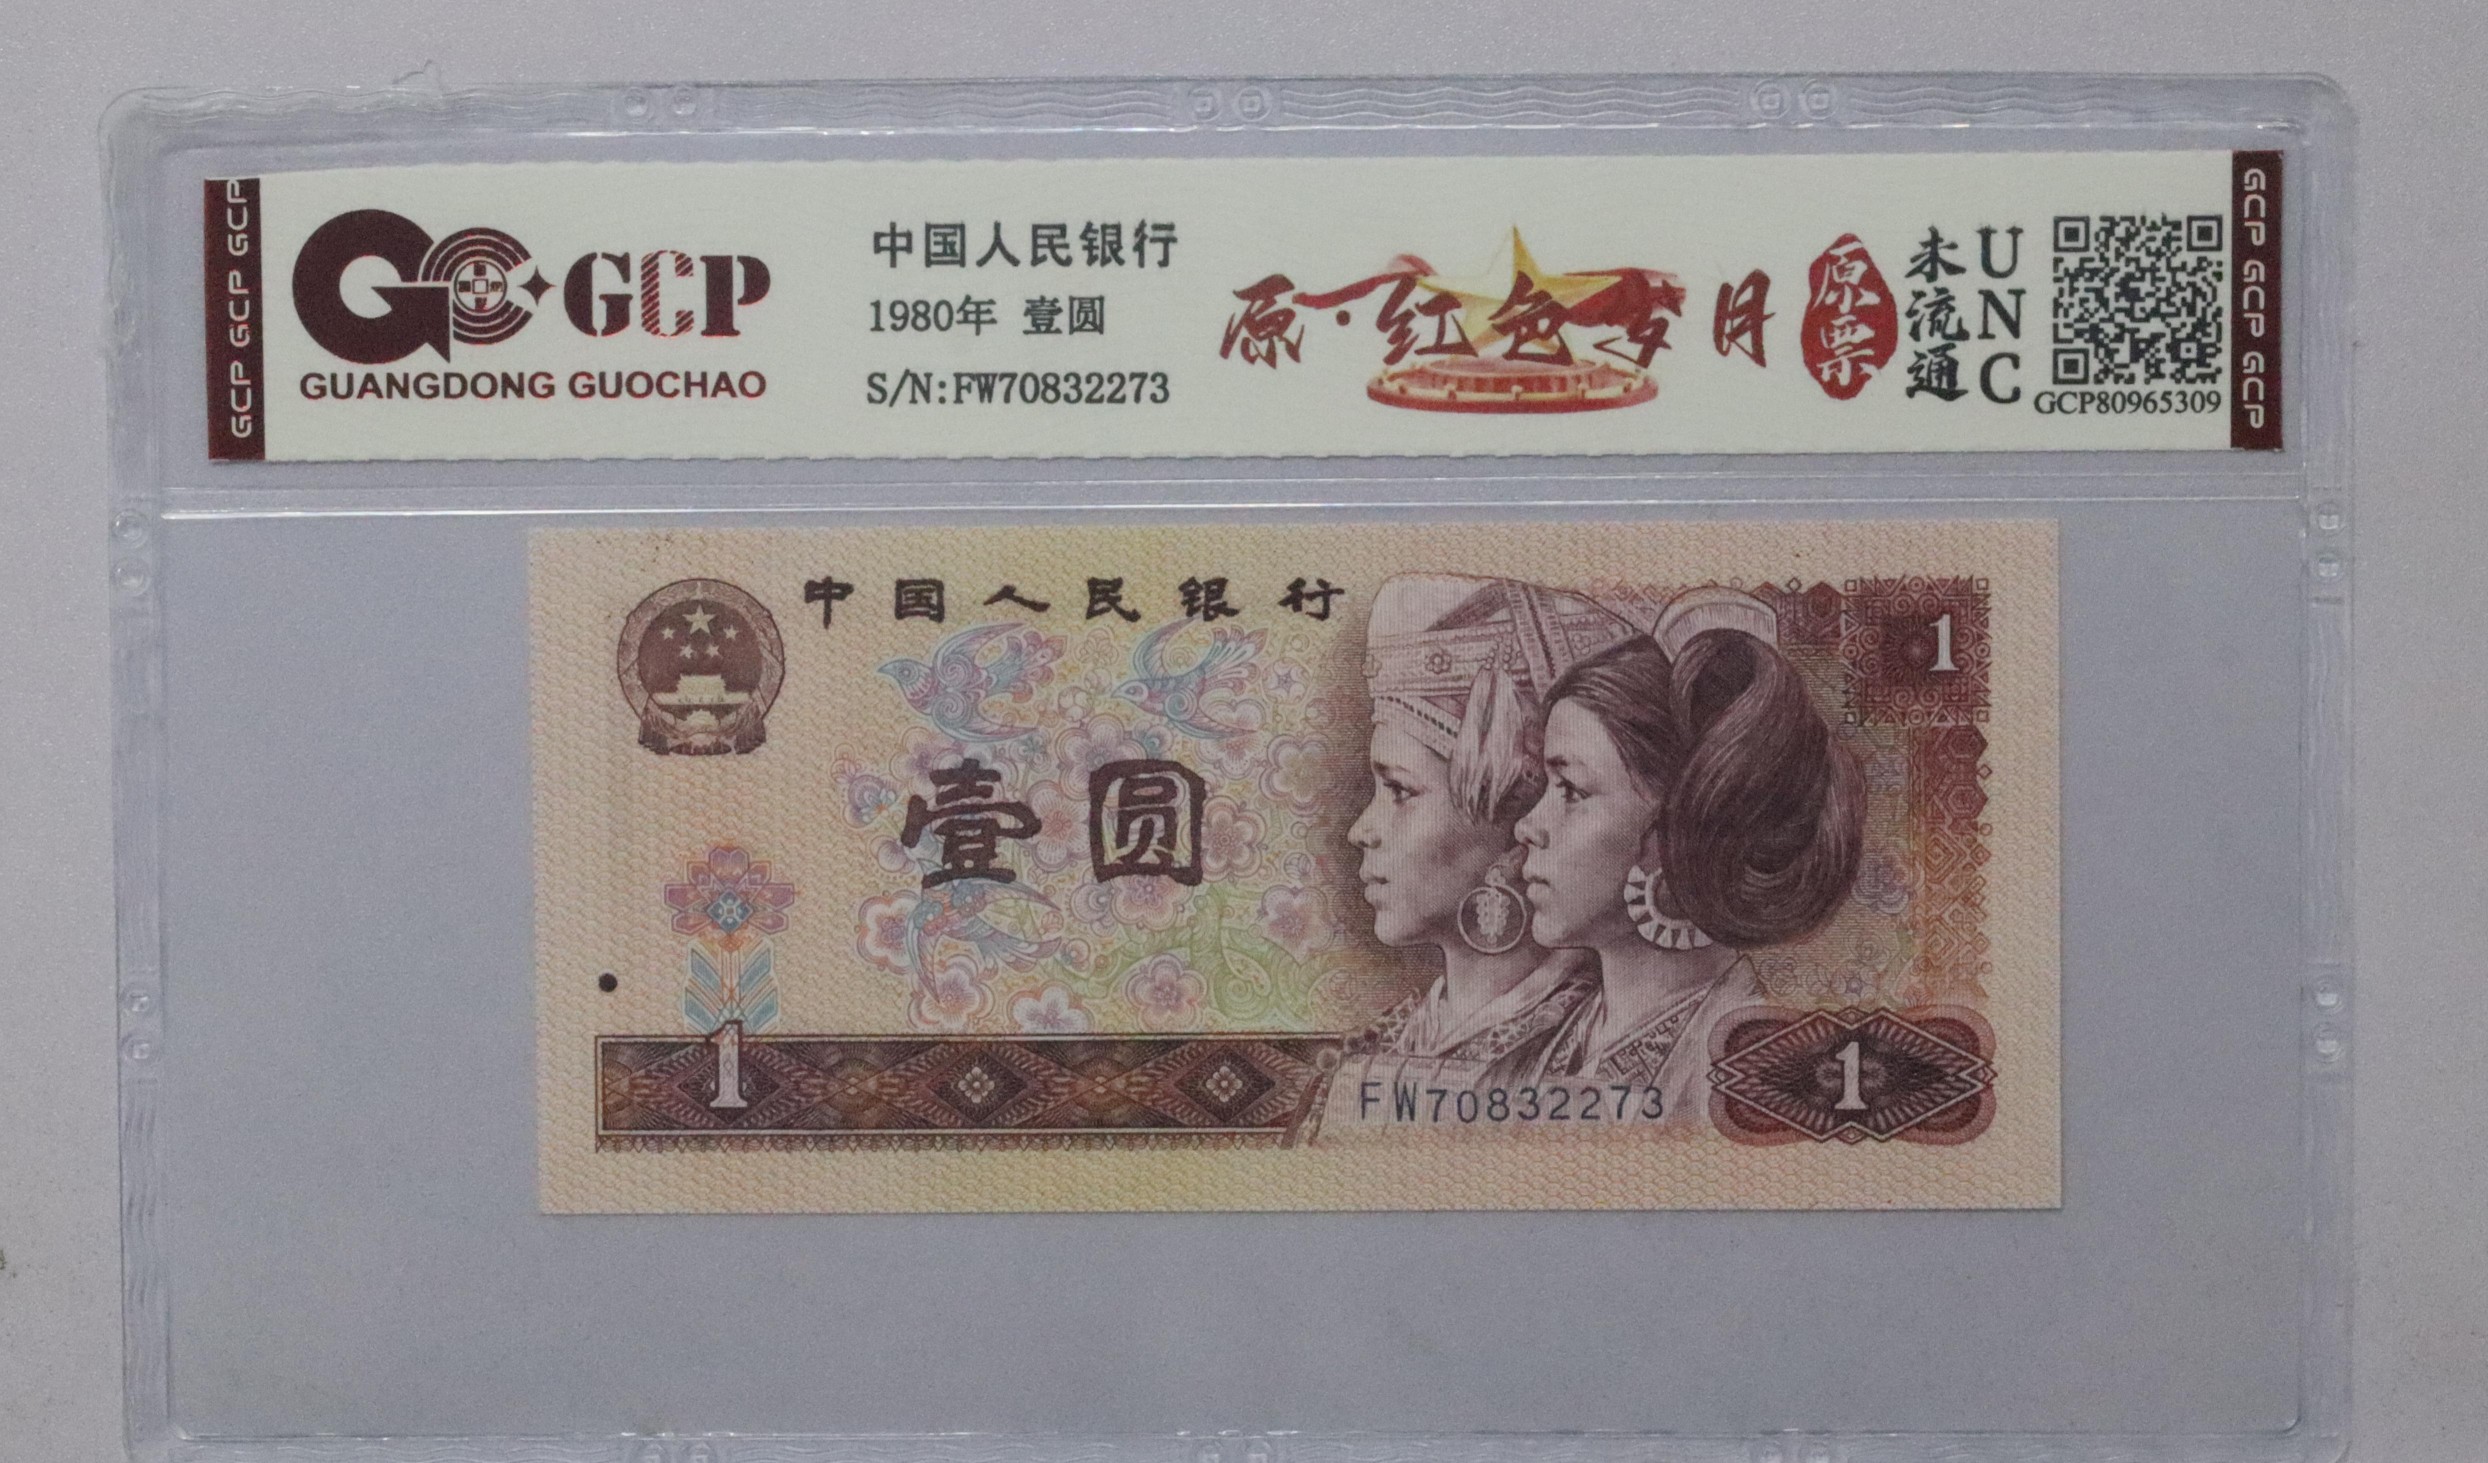 GCP GCP GCP
GCP
GUANGDONG GUOCHAO
中国人民银行
1980年 壹圆
S/N:FW70832273
原·红色岁月
原票
未流通
UNC
GCP80965309
GCP GCP GCP
中国人民银行
1
壹圆
1
FW70832273
1